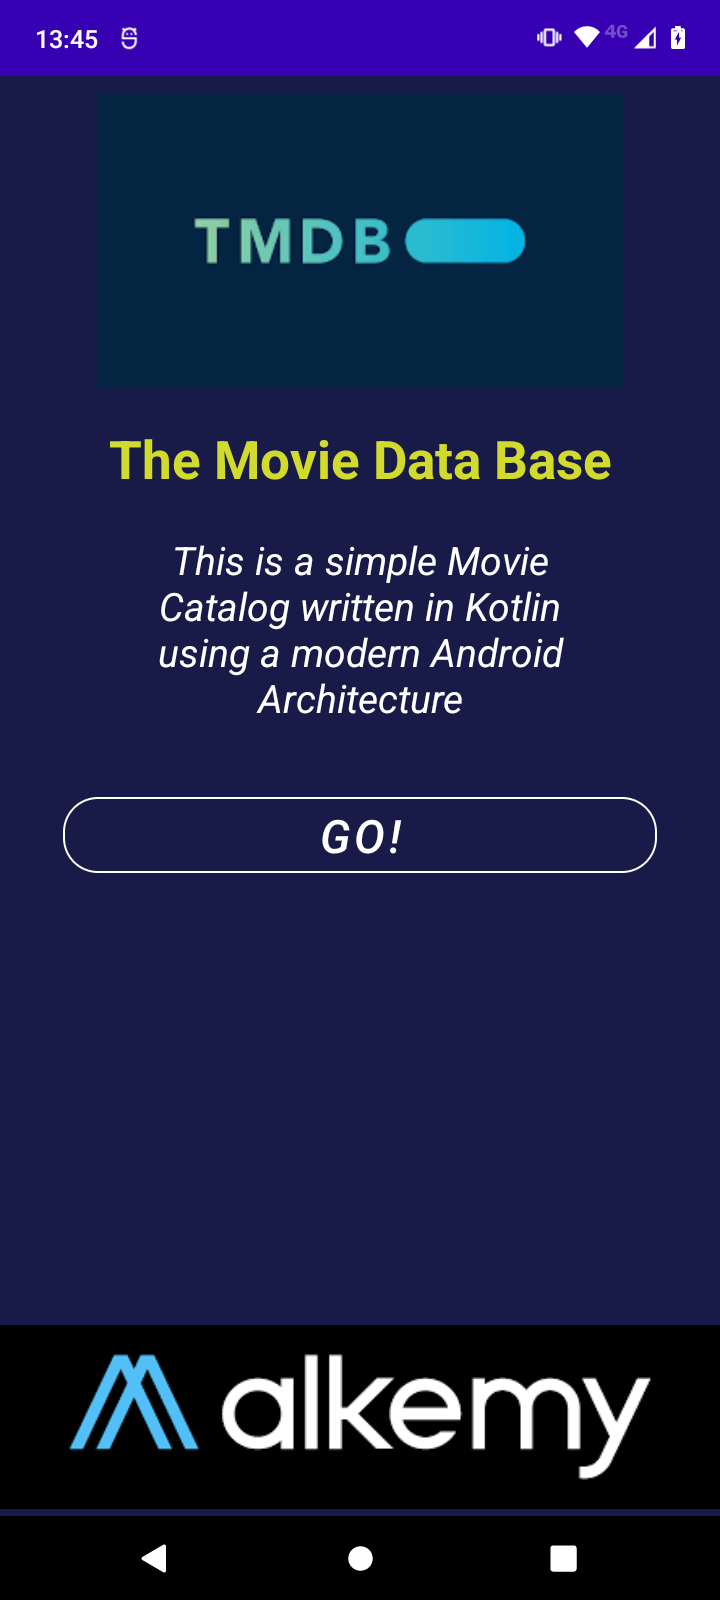 13:45
4G
TMDB
The Movie Data Base
This is a simple Movie
Catalog written in Kotlin
using a modern Android
Architecture
GO!
alkemy